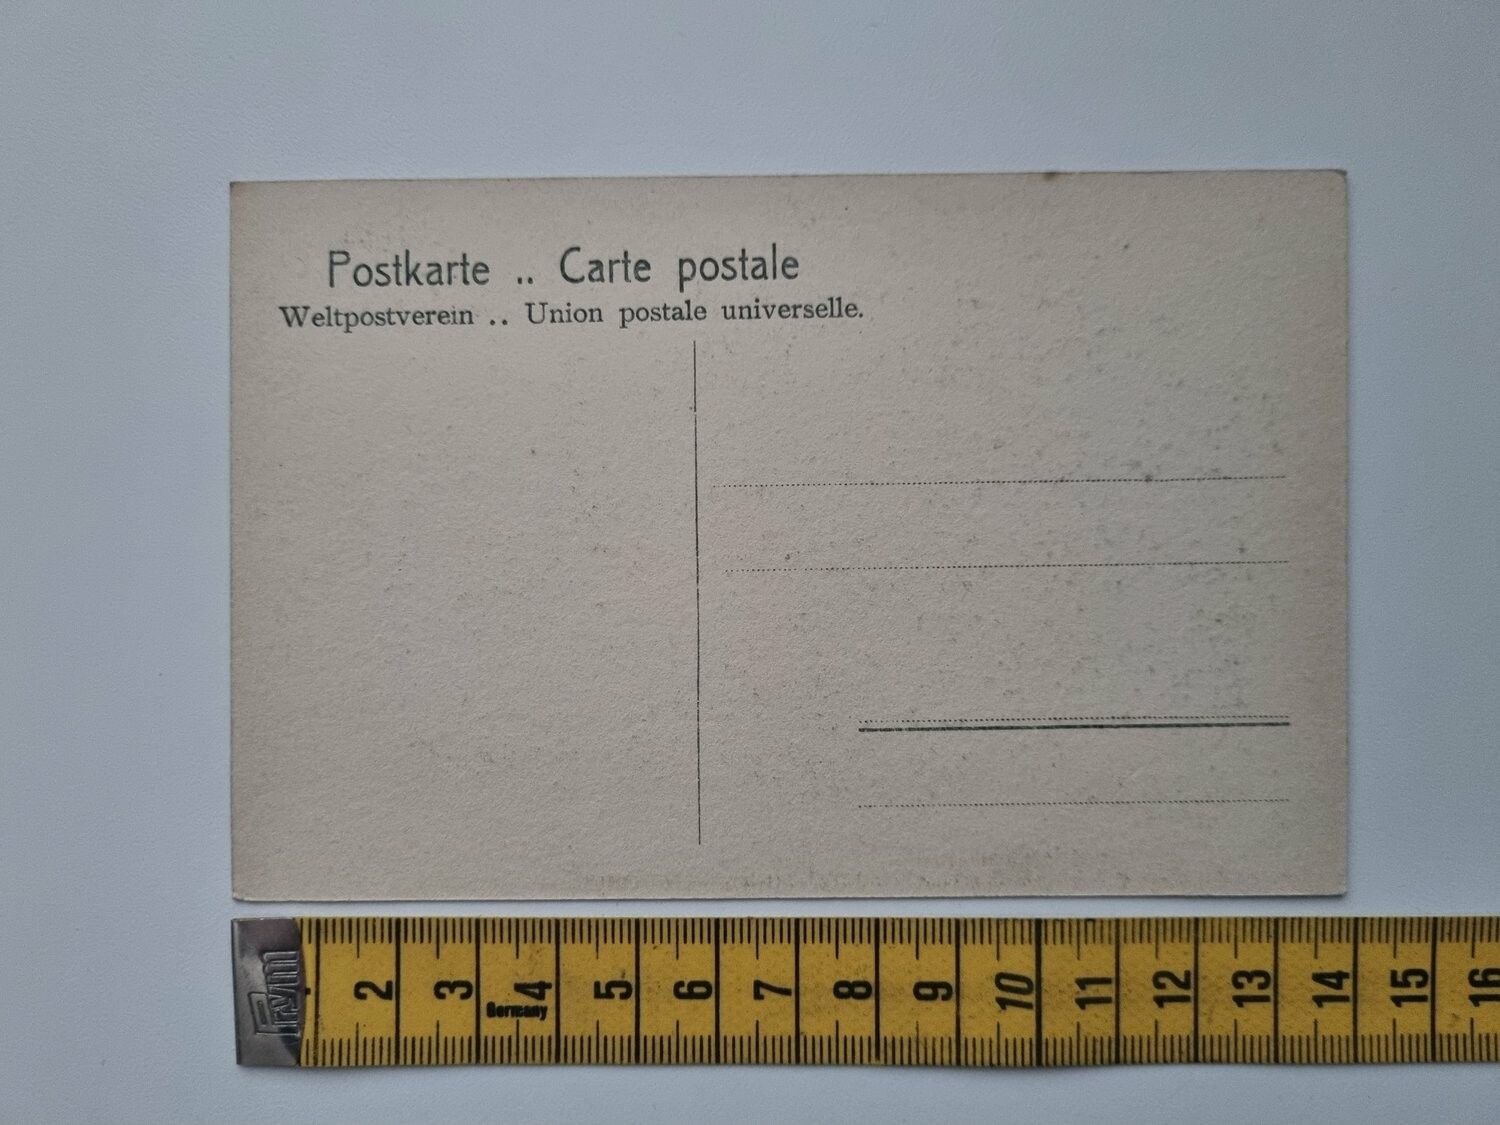 Postkarte .. Carte postale
Weltpostverein .. Union postale universelle.
Prym
2 3 4 5 6 7 8 9 10 11 12 13 14 15 16
Germany